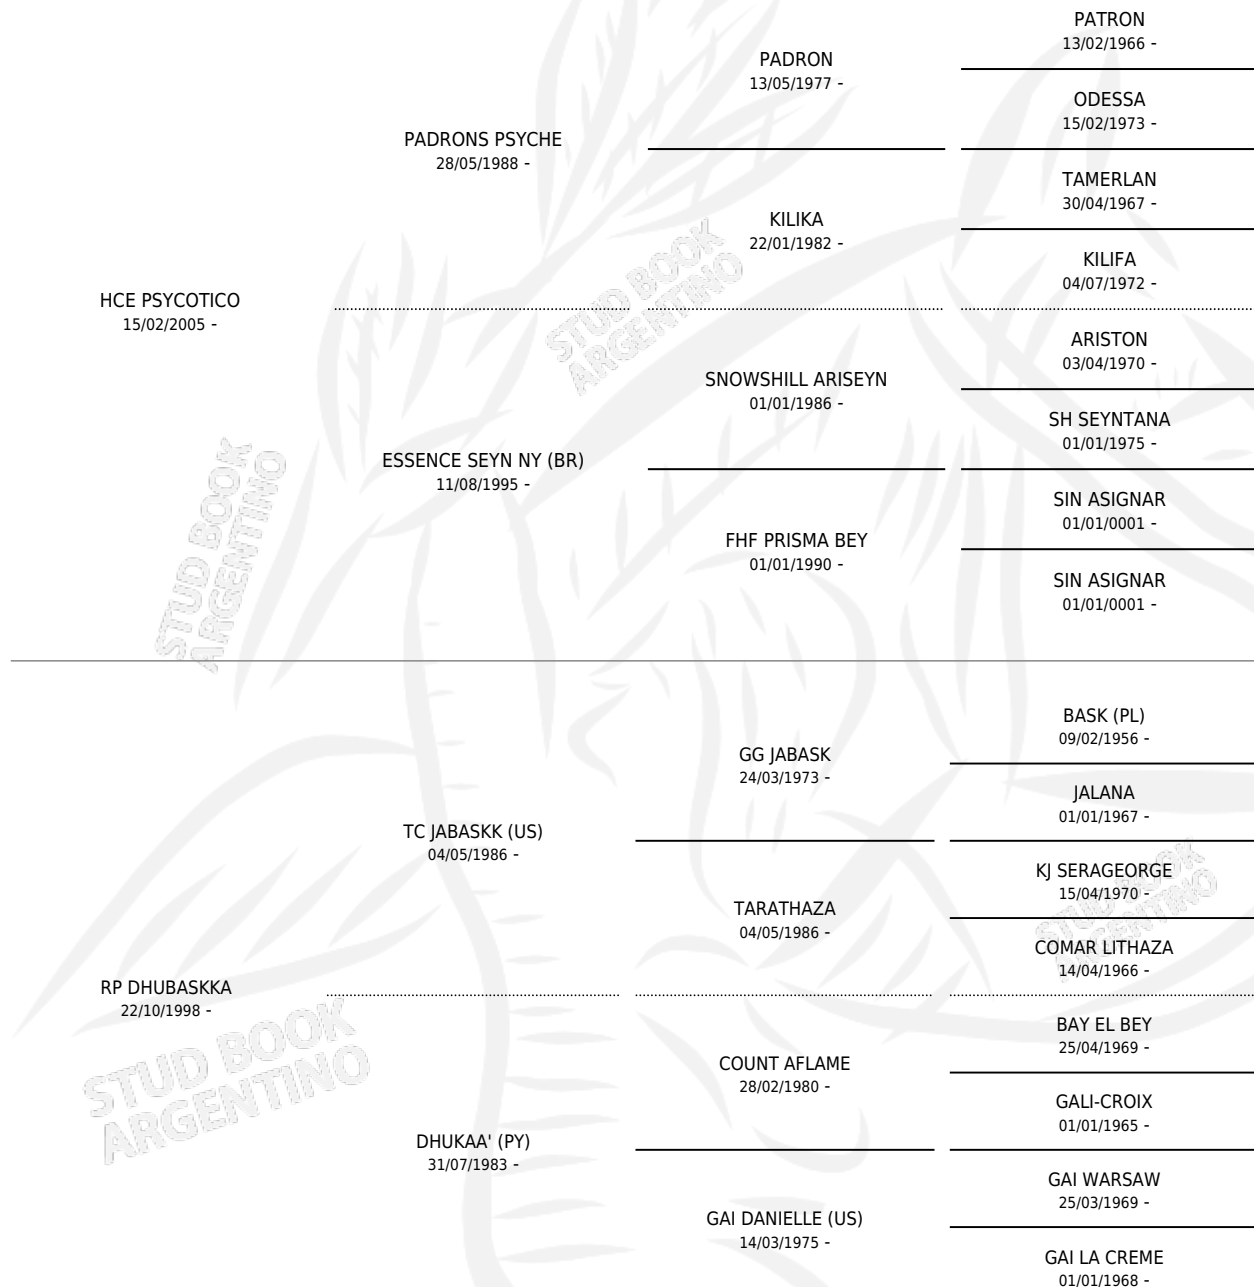 PATRON
13/02/1966 -
PADRON
13/05/1977 -
ODESSA
15/02/1973 -
PADRONS PSYCHE
28/05/1988 -
TAMERLAN
30/04/1967 -
KILIKA
22/01/1982 -
KILIFA
04/07/1972 -
HCE PSYCOTICO
15/02/2005 -
ARISTON
03/04/1970 -
SNOWSHILL ARISEYN
01/01/1986 -
SH SEYNTANA
01/01/1975 -
ESSENCE SEYN NY (BR)
11/08/1995 -
SIN ASIGNAR
01/01/0001 -
FHF PRISMA BEY
01/01/1990 -
SIN ASIGNAR
01/01/0001 -
STUD BOOK
ARGENTINO
STUD BOOK
ARGENTINO
BASK (PL)
09/02/1956 -
GG JABASK
24/03/1973 -
JALANA
01/01/1967 -
TC JABASKK (US)
04/05/1986 -
KJ SERAGEORGE
15/04/1970 -
TARATHAZA
04/05/1986 -
COMAR LITHAZA
14/04/1966 -
STUD BOOK
ARGENTINO
RP DHUBASKKA
22/10/1998 -
BAY EL BEY
25/04/1969 -
COUNT AFLAME
28/02/1980 -
GALI-CROIX
01/01/1965 -
DHUKAA' (PY)
31/07/1983 -
GAI WARSAW
25/03/1969 -
GAI DANIELLE (US)
14/03/1975 -
GAI LA CREME
01/01/1968 -
STUD BOOK
ARGENTINO